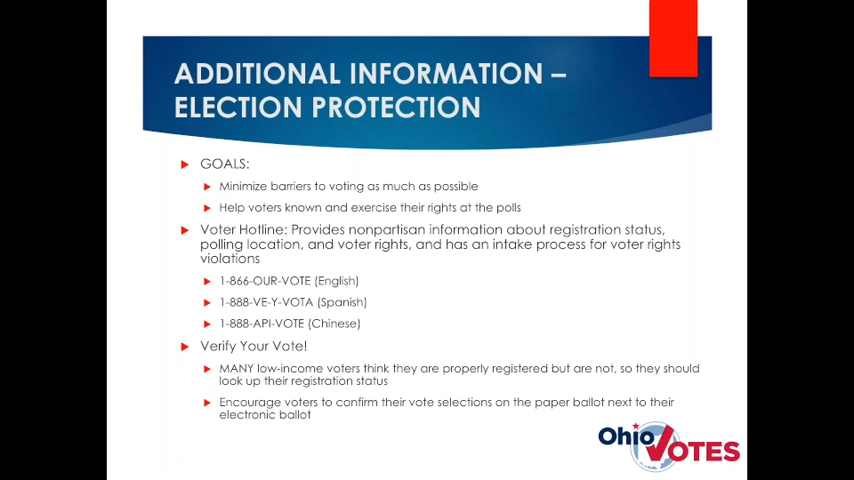 ADDITIONAL INFORMATION –
ELECTION PROTECTION
GOALS:
Minimize barriers to voting as much as possible
Help voters known and exercise their rights at the polls
Voter Hotline: Provides nonpartisan information about registration status,
polling location, and voter rights, and has an intake process for voter rights
violations
1-866-OUR-VOTE (English)
1-888-VE-Y-VOTA (Spanish)
1-888-API-VOTE (Chinese)
Verify Your Vote!
MANY low-income voters think they are properly registered but are not, so they should
look up their registration status
Encourage voters to confirm their vote selections on the paper ballot next to their
electronic ballot
Ohio VOTES